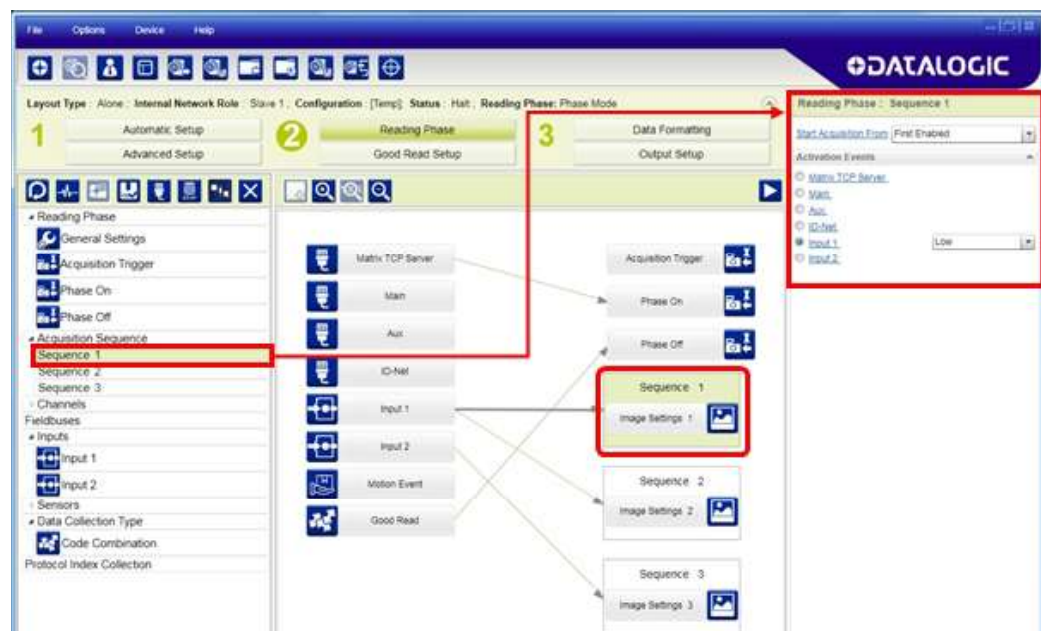 File Options Device Help
DATALOGIC
Layout Type : Alone : Internal Network Role : Slave 1 : Configuration : [Temp]: Status : Halt : Reading Phase: Phase Mode
1
Automatic Setup
Advanced Setup
2
Reading Phase
Good Read Setup
3
Data Formatting
Output Setup
Reading Phase
General Settings
Acquisition Trigger
Phase On
Phase Off
Acquisition Sequence
Sequence 1
Sequence 2
Sequence 3
Channels
Fieldbuses
Inputs
Input 1
Input 2
Sensors
Data Collection Type
Code Combination
Protocol Index Collection
Matrix TCP Server
Main
Aux
ID-Net
Input 1
Input 2
Motion Event
Good Read
Acquisition Trigger
Phase On
Phase Off
Sequence 1
Image Settings 1
Sequence 2
Image Settings 2
Sequence 3
Image Settings 3
Reading Phase : Sequence 1
Start Acquisition From First Enabled
Activation Events
Matrix TCP Server
Main
Aux
ID-Net
Input 1 Low
Input 2